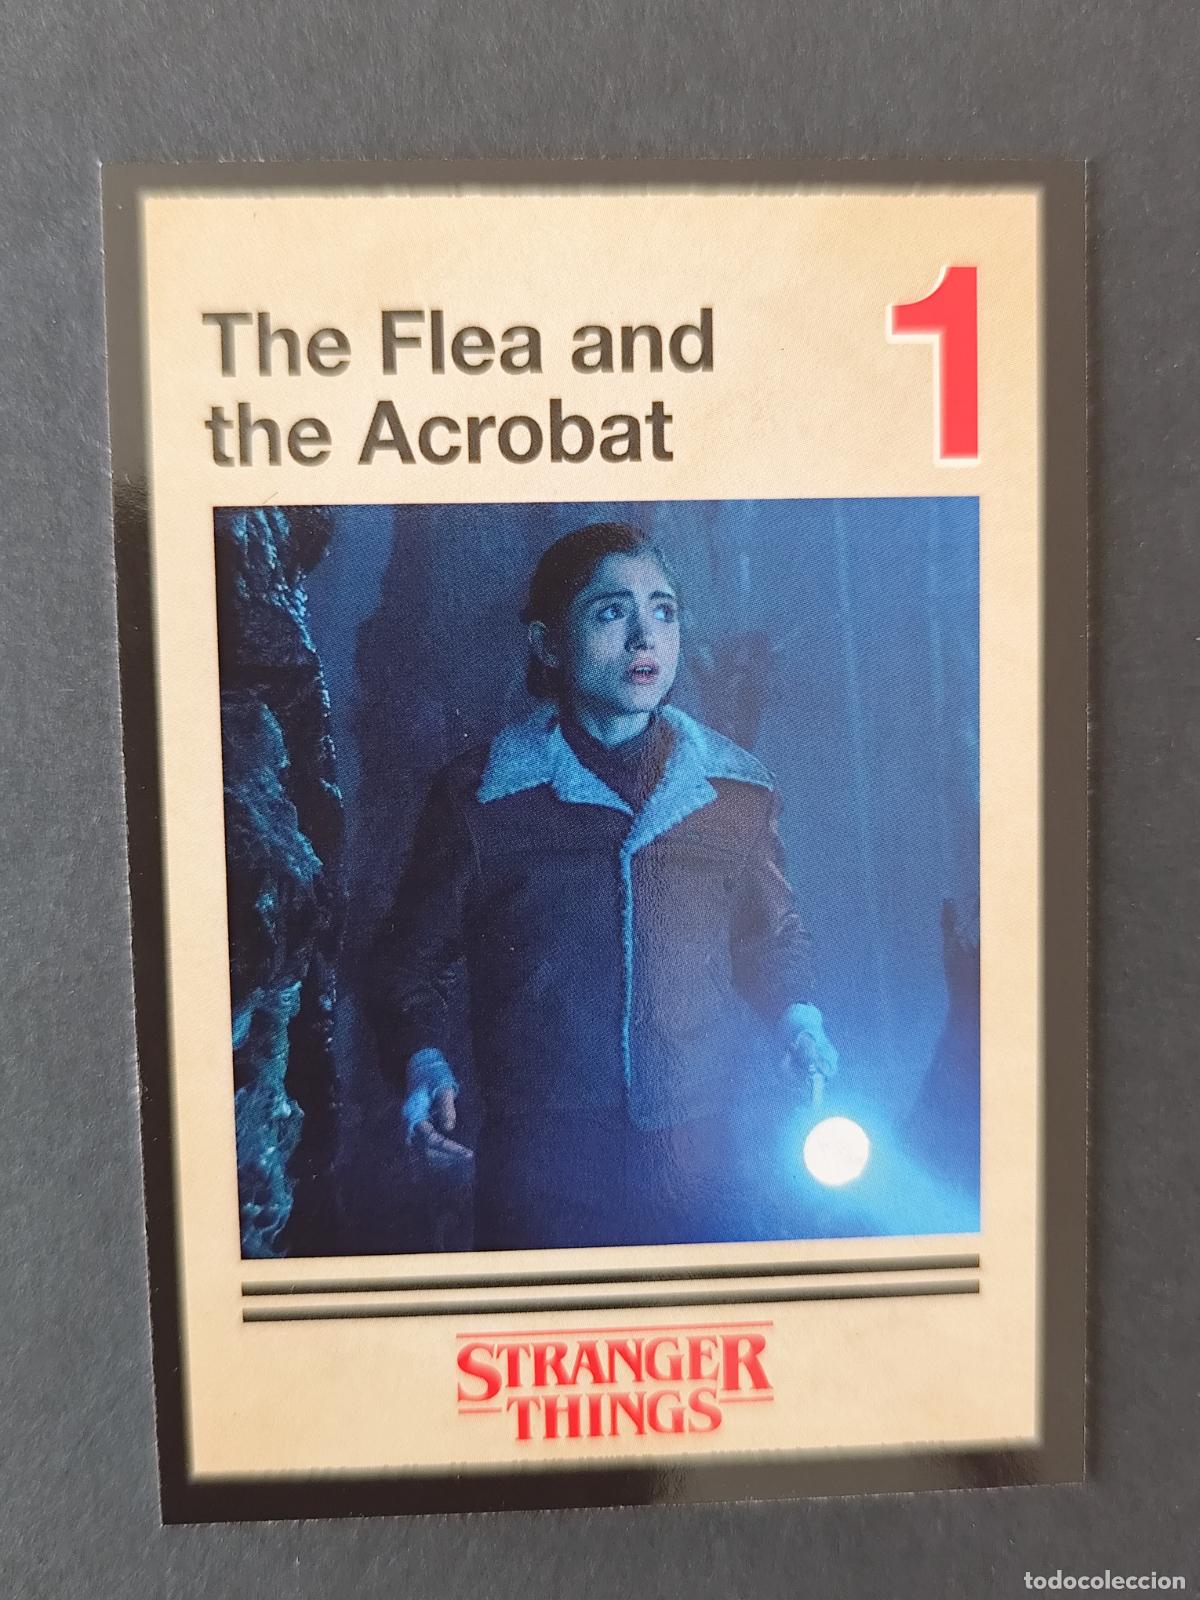 The Flea and
the Acrobat
1
STRANGER
THINGS
todocoleccion